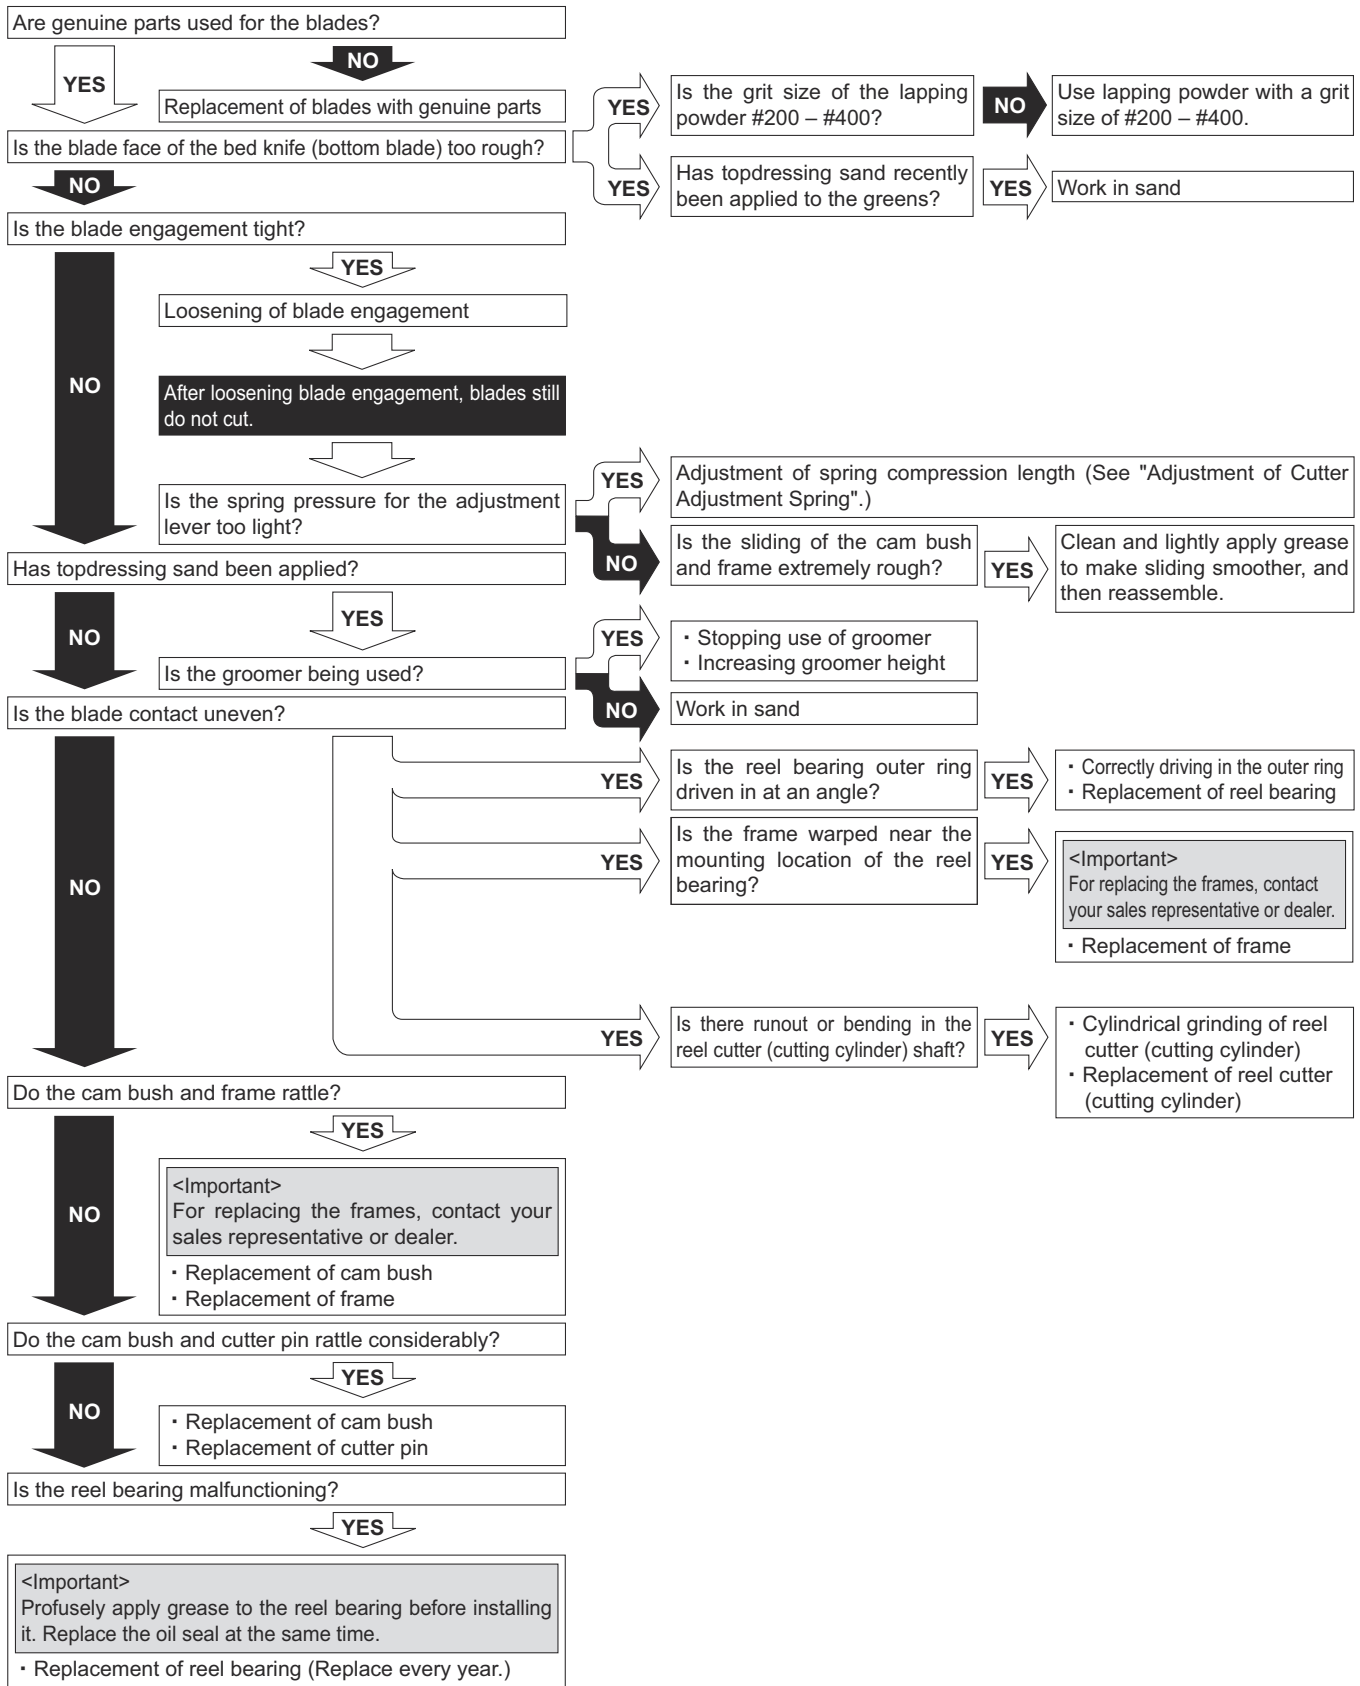 Are genuine parts used for the blades?
YES
NO
Replacement of blades with genuine parts
Is the blade face of the bed knife (bottom blade) too rough?
YES
Is the grit size of the lapping
powder #200 – #400?
NO
Use lapping powder with a grit
size of #200 – #400.
YES
Has topdressing sand recently
been applied to the greens?
YES
Work in sand
NO
Is the blade engagement tight?
YES
Loosening of blade engagement
NO
After loosening blade engagement, blades still
do not cut.
Is the spring pressure for the adjustment
lever too light?
YES
Adjustment of spring compression length (See "Adjustment of Cutter
Adjustment Spring".)
NO
Is the sliding of the cam bush
and frame extremely rough?
YES
Clean and lightly apply grease
to make sliding smoother, and
then reassemble.
Has topdressing sand been applied?
NO
YES
Is the groomer being used?
YES
・Stopping use of groomer
・Increasing groomer height
NO
Work in sand
Is the blade contact uneven?
NO
YES
Is the reel bearing outer ring
driven in at an angle?
YES
・Correctly driving in the outer ring
・Replacement of reel bearing
YES
Is the frame warped near the
mounting location of the reel
bearing?
YES
<Important>
For replacing the frames, contact
your sales representative or dealer.
・Replacement of frame
YES
Is there runout or bending in the
reel cutter (cutting cylinder) shaft?
YES
・Cylindrical grinding of reel
cutter (cutting cylinder)
・Replacement of reel cutter
(cutting cylinder)
Do the cam bush and frame rattle?
YES
NO
<Important>
For replacing the frames, contact your
sales representative or dealer.
・Replacement of cam bush
・Replacement of frame
Do the cam bush and cutter pin rattle considerably?
YES
NO
・Replacement of cam bush
・Replacement of cutter pin
Is the reel bearing malfunctioning?
YES
<Important>
Profusely apply grease to the reel bearing before installing
it. Replace the oil seal at the same time.
・Replacement of reel bearing (Replace every year.)